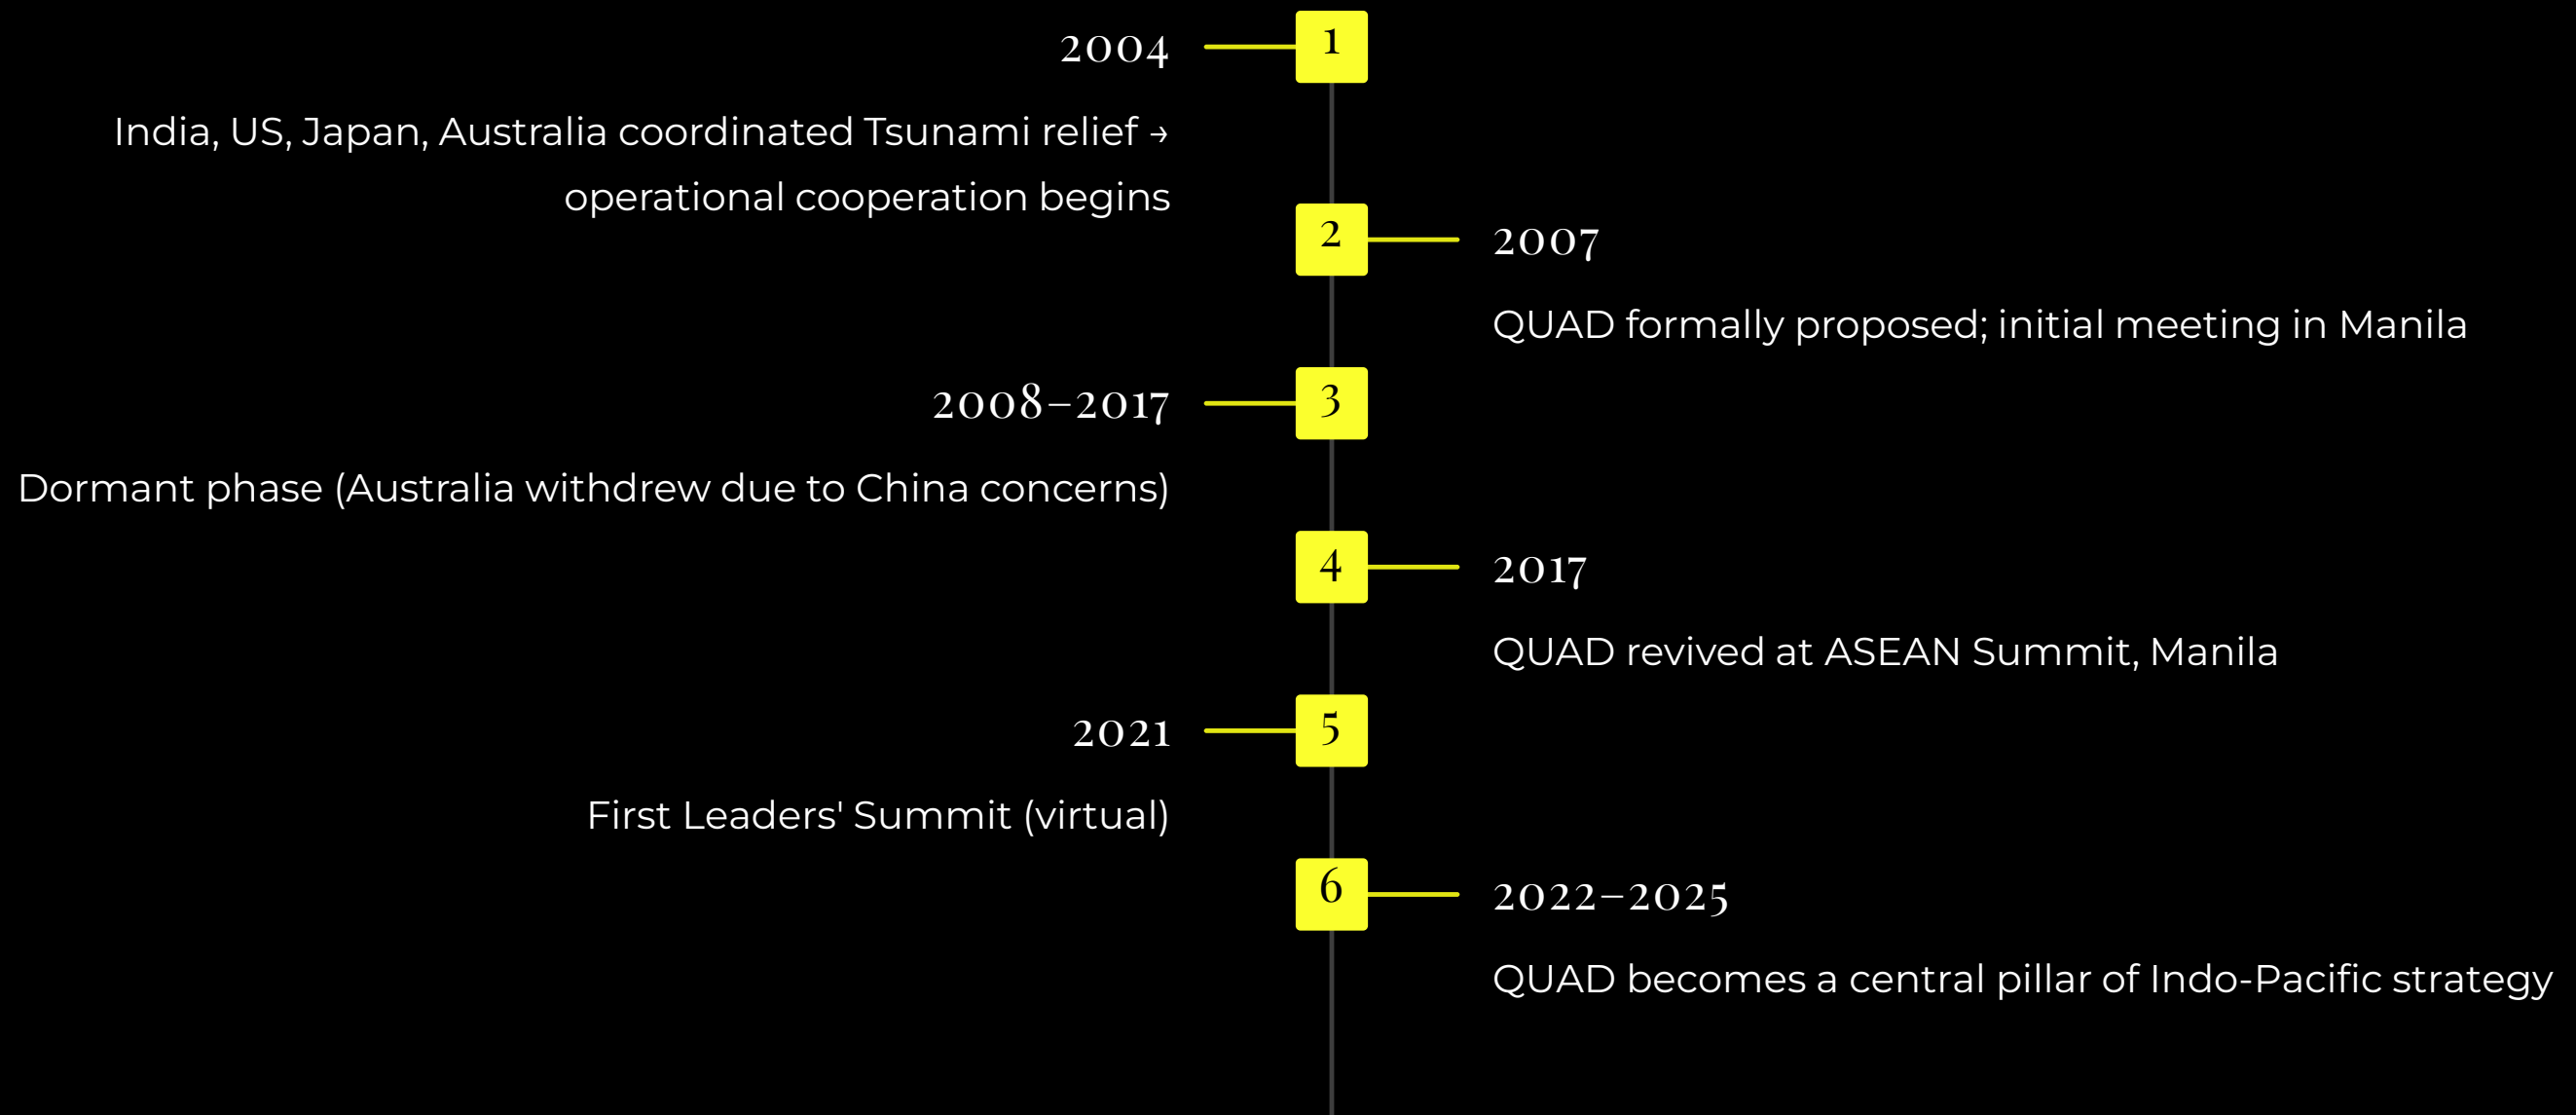 1
2004
India, US, Japan, Australia coordinated Tsunami relief →
operational cooperation begins
2
2007
QUAD formally proposed; initial meeting in Manila
3
2008–2017
Dormant phase (Australia withdrew due to China concerns)
4
2017
QUAD revived at ASEAN Summit, Manila
5
2021
First Leaders' Summit (virtual)
6
2022–2025
QUAD becomes a central pillar of Indo-Pacific strategy